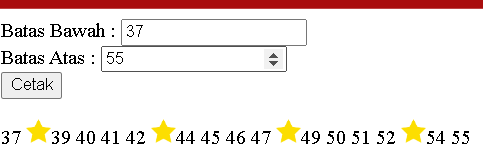 Batas Bawah : 37
Batas Atas : 55
Cetak
37 ⭐39 40 41 42 ⭐44 45 46 47 ⭐49 50 51 52 ⭐54 55